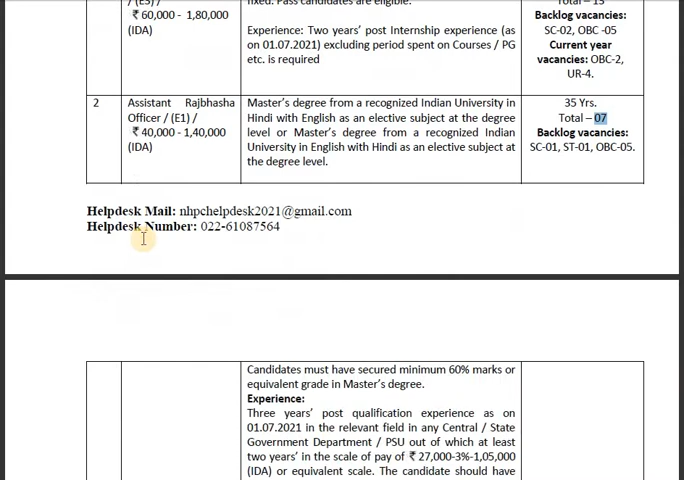 / (E3) /
fixed. Pass candidates are eligible.
Total – 13
₹ 60,000 - 1,80,000
(IDA)
Experience: Two years' post Internship experience (as
on 01.07.2021) excluding period spent on Courses / PG
etc. is required
Backlog vacancies:
SC-02, OBC -05
Current year
vacancies: OBC-2,
UR-4.
2
Assistant Rajbhasha
Officer / (E1) /
₹ 40,000 - 1,40,000
(IDA)
Master's degree from a recognized Indian University in
Hindi with English as an elective subject at the degree
level or Master's degree from a recognized Indian
University in English with Hindi as an elective subject at
the degree level.
35 Yrs.
Total – 07
Backlog vacancies:
SC-01, ST-01, OBC-05.
Helpdesk Mail: nhpchelpdesk2021@gmail.com
Helpdesk Number: 022-61087564
Candidates must have secured minimum 60% marks or
equivalent grade in Master's degree.
Experience:
Three years' post qualification experience as on
01.07.2021 in the relevant field in any Central / State
Government Department / PSU out of which at least
two years' in the scale of pay of ₹ 27,000-3%-1,05,000
(IDA) or equivalent scale. The candidate should have